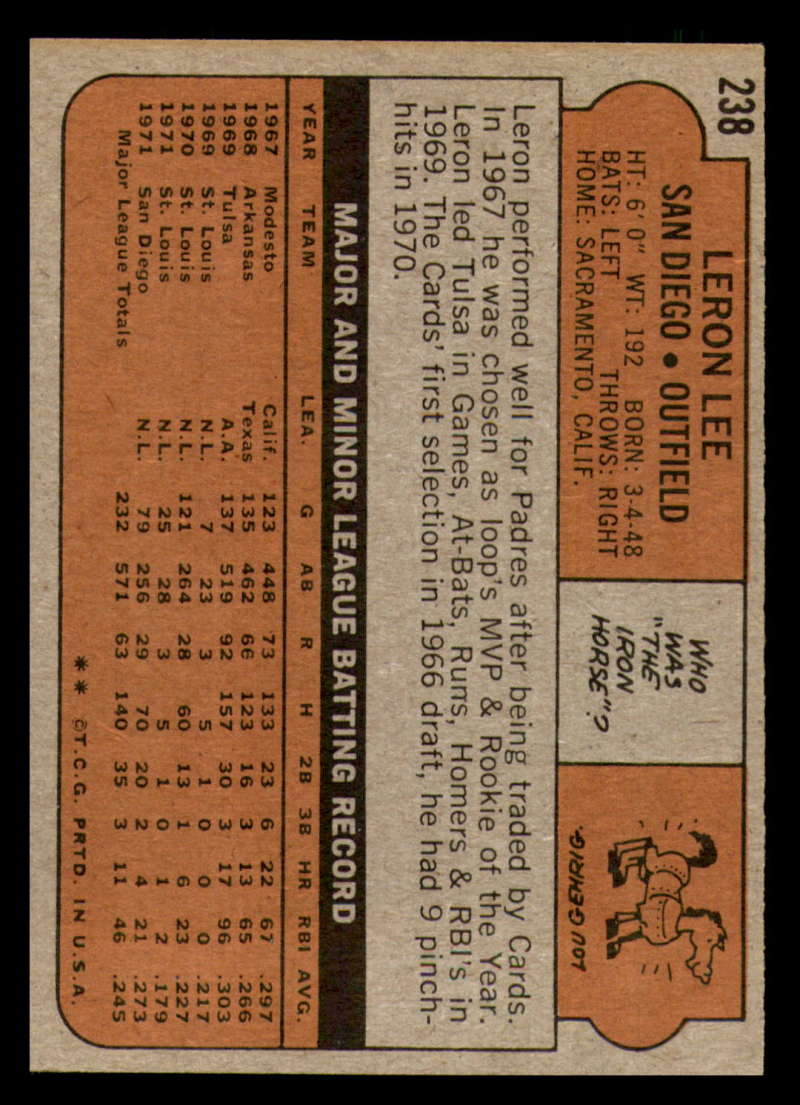 238
LERON LEE
SAN DIEGO • OUTFIELD
HT: 6' 0" WT: 192 BORN: 3-4-48
BATS: LEFT THROWS: RIGHT
HOME: SACRAMENTO, CALIF.
WHO
WAS
"THE
IRON
HORSE"?
LOU GEHRIG
Leron performed well for Padres after being traded by Cards.
In 1967 he was chosen as loop's MVP & Rookie of the Year.
Leron led Tulsa in Games, At-Bats, Runs, Homers & RBI's in
1969. The Cards' first selection in 1966 draft, he had 9 pinch-
hits in 1970.
MAJOR AND MINOR LEAGUE BATTING RECORD
YEAR TEAM LEA. G AB R H 2B 3B HR RBI AVG.
1967 Modesto Calif. 123 448 73 133 23 6 22 67 .297
1968 Arkansas Texas 135 462 66 123 16 3 13 65 .266
1969 Tulsa A.A. 137 519 92 157 30 3 17 96 .303
1969 St. Louis N.L. 7 23 3 5 1 0 0 0 .217
1970 St. Louis N.L. 121 264 28 60 13 1 6 23 .227
1971 St. Louis N.L. 25 28 3 5 1 0 1 2 .179
1971 San Diego N.L. 79 256 29 70 20 2 4 21 .273
Major League Totals 232 571 63 140 35 3 11 46 .245
** ©T.C.G. PRTD. IN U.S.A.